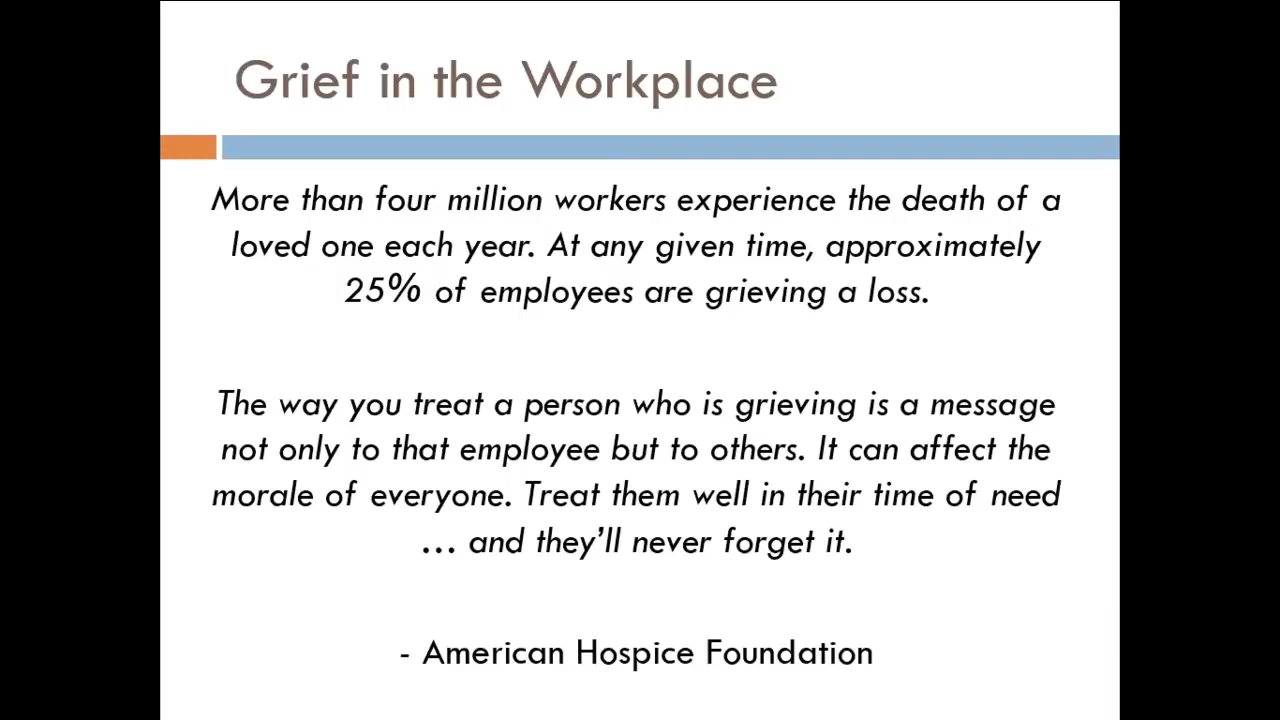 Grief in the Workplace
More than four million workers experience the death of a
loved one each year. At any given time, approximately
25% of employees are grieving a loss.
The way you treat a person who is grieving is a message
not only to that employee but to others. It can affect the
morale of everyone. Treat them well in their time of need
... and they’ll never forget it.
- American Hospice Foundation